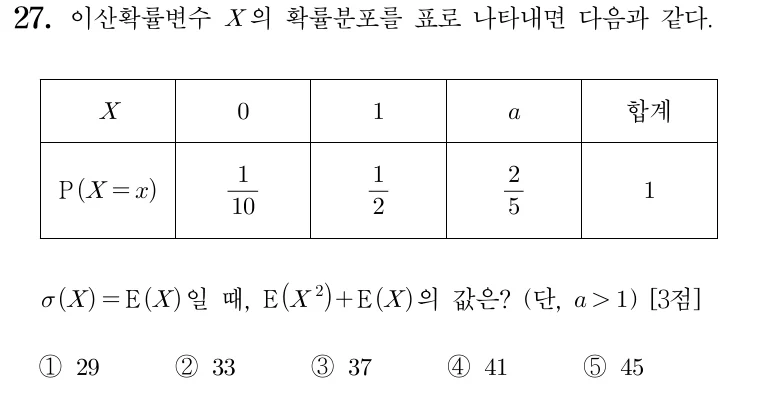 27. 이산확률변수 X의 확률분포를 표로 나타내면 다음과 같다.
X 0 1 a 합계
P(X=x) 1/10 1/2 2/5 1
σ(X)=E(X)일 때, E(X²)+E(X)의 값은? (단, a>1) [3점]
① 29 ② 33 ③ 37 ④ 41 ⑤ 45